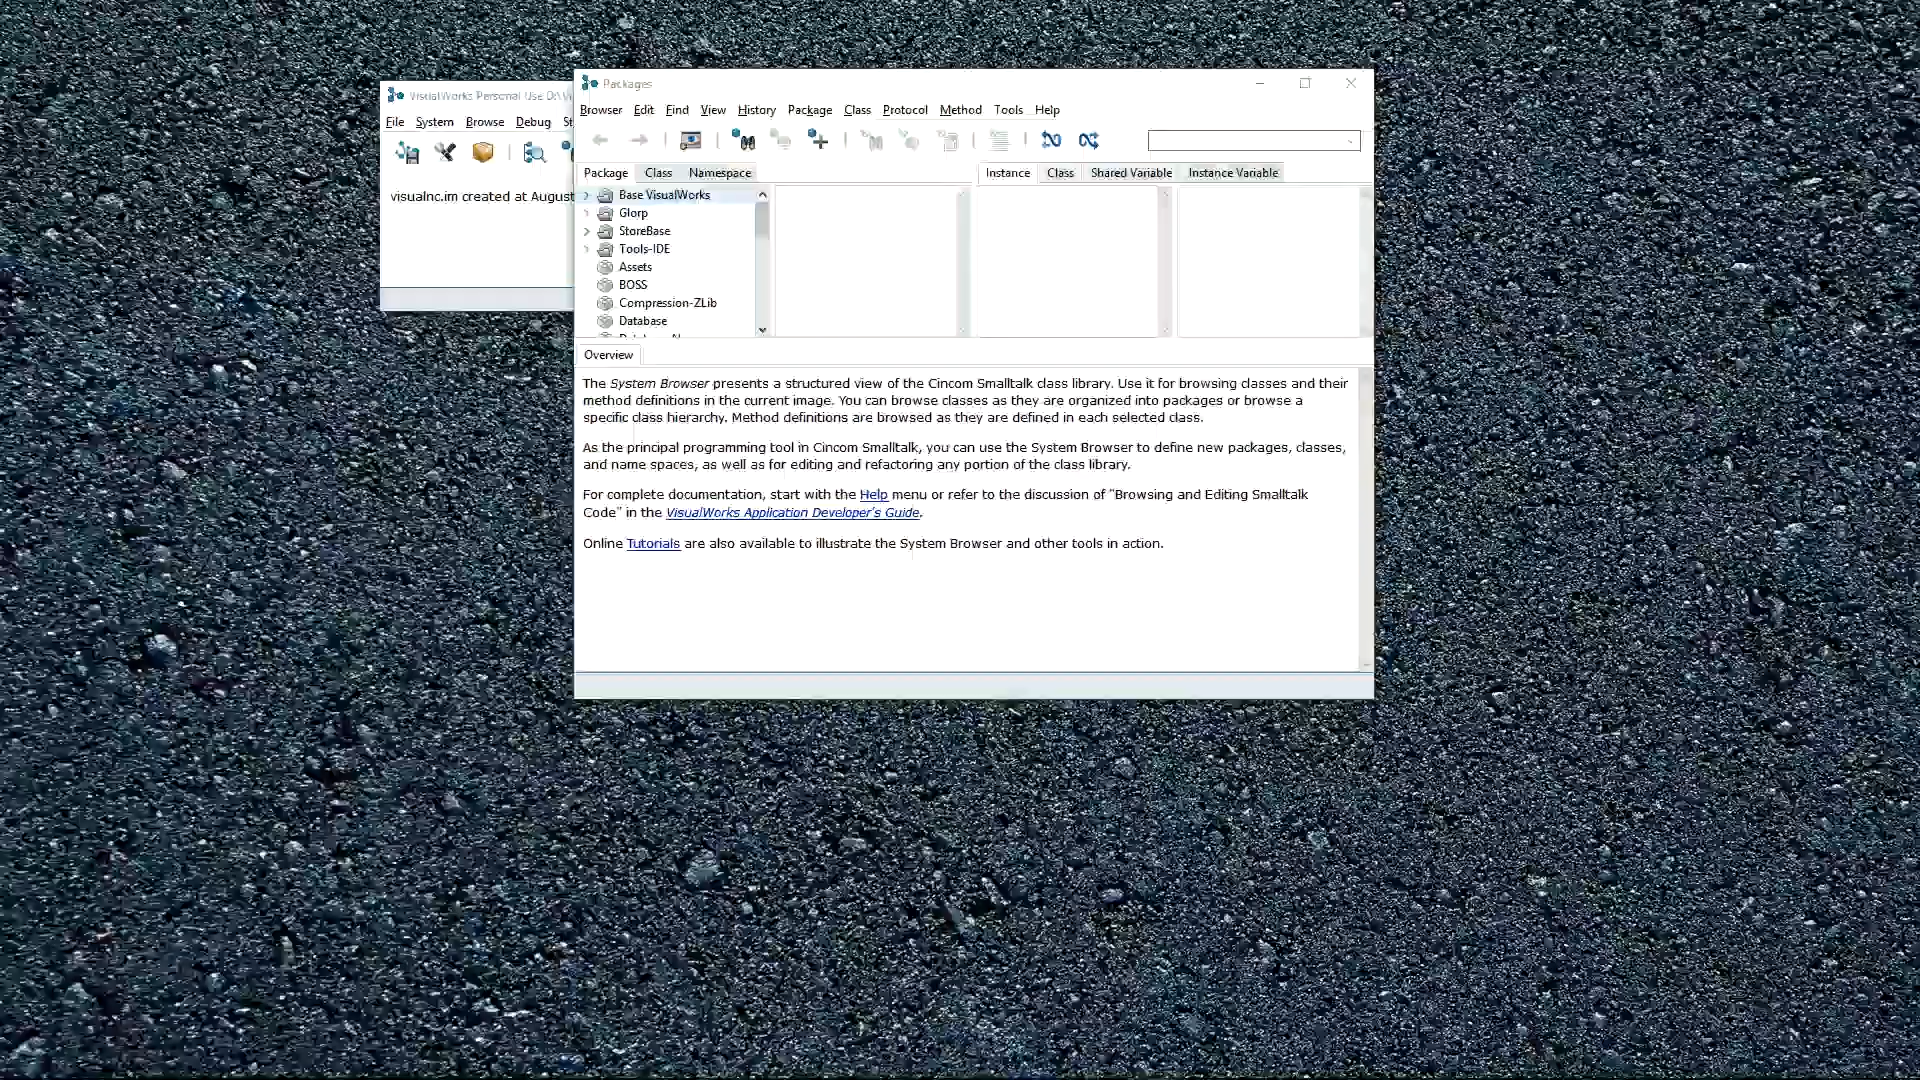 VisualWorks Personal Use D:\V
File System Browse Debug St
visualnc.im created at August
Packages
Browser Edit Find View History Package Class Protocol Method Tools Help
Package Class Namespace
Instance Class Shared Variable Instance Variable
Base VisualWorks
Glorp
StoreBase
Tools-IDE
Assets
BOSS
Compression-ZLib
Database
Overview
The System Browser presents a structured view of the Cincom Smalltalk class library. Use it for browsing classes and their
method definitions in the current image. You can browse classes as they are organized into packages or browse a
specific class hierarchy. Method definitions are browsed as they are defined in each selected class.
As the principal programming tool in Cincom Smalltalk, you can use the System Browser to define new packages, classes,
and name spaces, as well as for editing and refactoring any portion of the class library.
For complete documentation, start with the Help menu or refer to the discussion of "Browsing and Editing Smalltalk
Code" in the VisualWorks Application Developer's Guide.
Online Tutorials are also available to illustrate the System Browser and other tools in action.